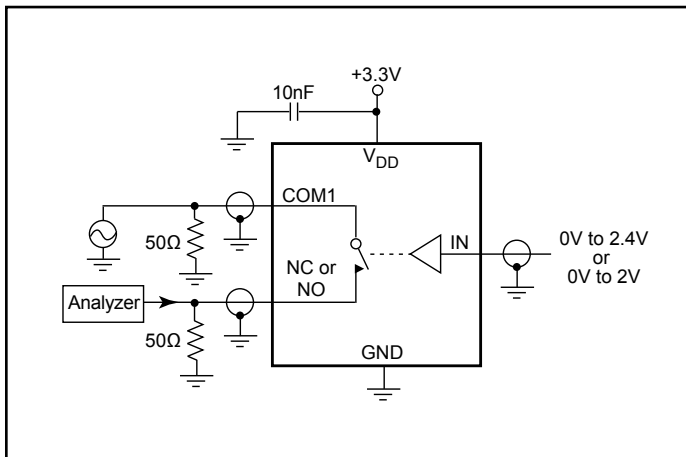 +3.3V
10nF
VDD
COM1
50Ω
IN
0V to 2.4V
or
0V to 2V
NC or
NO
Analyzer
50Ω
GND